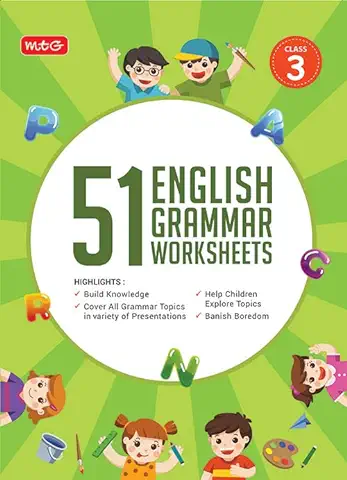 mtG
CLASS
3
P
A
51 ENGLISH
GRAMMAR
WORKSHEETS
HIGHLIGHTS :
✓ Build Knowledge
✓ Cover All Grammar Topics
in variety of Presentations
✓ Help Children
Explore Topics
✓ Banish Boredom
C
R
N